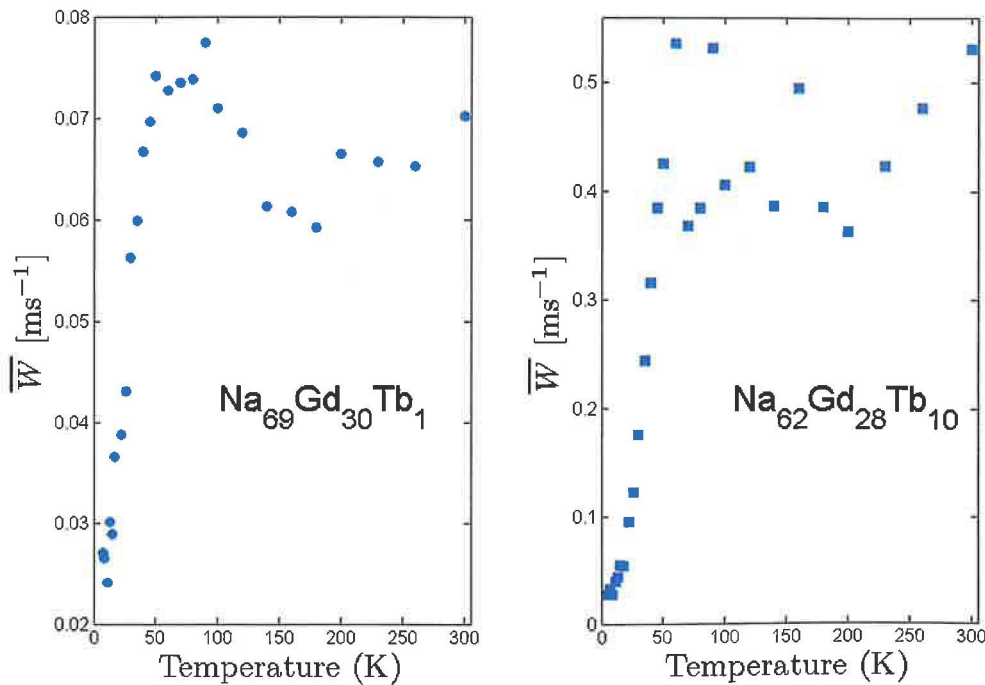 0.08
0.07
0.06
0.05
0.04
0.03
0.02
W̅ [ms⁻¹]
Na₆₉Gd₃₀Tb₁
0 50 100 150 200 250 300
Temperature (K)
0.5
0.4
0.3
0.2
0.1
0
W̅ [ms⁻¹]
Na₆₂Gd₂₈Tb₁₀
0 50 100 150 200 250 300
Temperature (K)